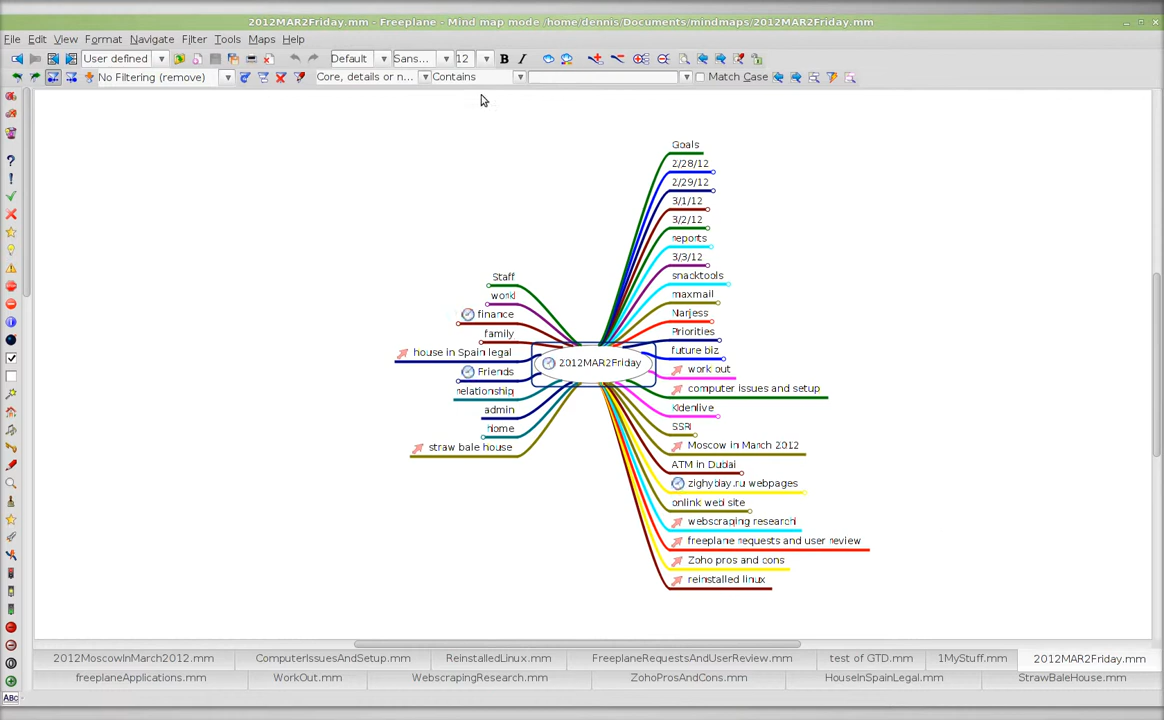 2012MAR2Friday.mm - Freeplane - Mind map mode /home/dennis/Documents/mindmaps/2012MAR2Friday.mm
File Edit View Format Navigate Filter Tools Maps Help
User defined Default Sans... 12 B I
No Filtering (remove) Core, details or n... Contains Match Case
Goals
2/28/12
2/29/12
3/1/12
3/2/12
reports
3/3/12
snacktools
maxmail
Narjess
Priorities
future biz
work out
computer issues and setup
Kdenlive
SSRI
Moscow in March 2012
ATM in Dubai
zighybay.ru webpages
onlink web site
webscraping research
freeplane requests and user review
Zoho pros and cons
reinstalled linux
Staff
work
finance
family
house in Spain legal
Friends
relationship
admin
home
straw bale house
2012MAR2Friday
2012MoscowInMarch2012.mm ComputerIssuesAndSetup.mm ReInstalledLinux.mm FreeplaneRequestsAndUserReview.mm test of GTD.mm 1MyStuff.mm 2012MAR2Friday.mm
freeplaneApplications.mm WorkOut.mm WebscrapingResearch.mm ZohoProsAndCons.mm HouseInSpainLegal.mm StrawBaleHouse.mm
ABC